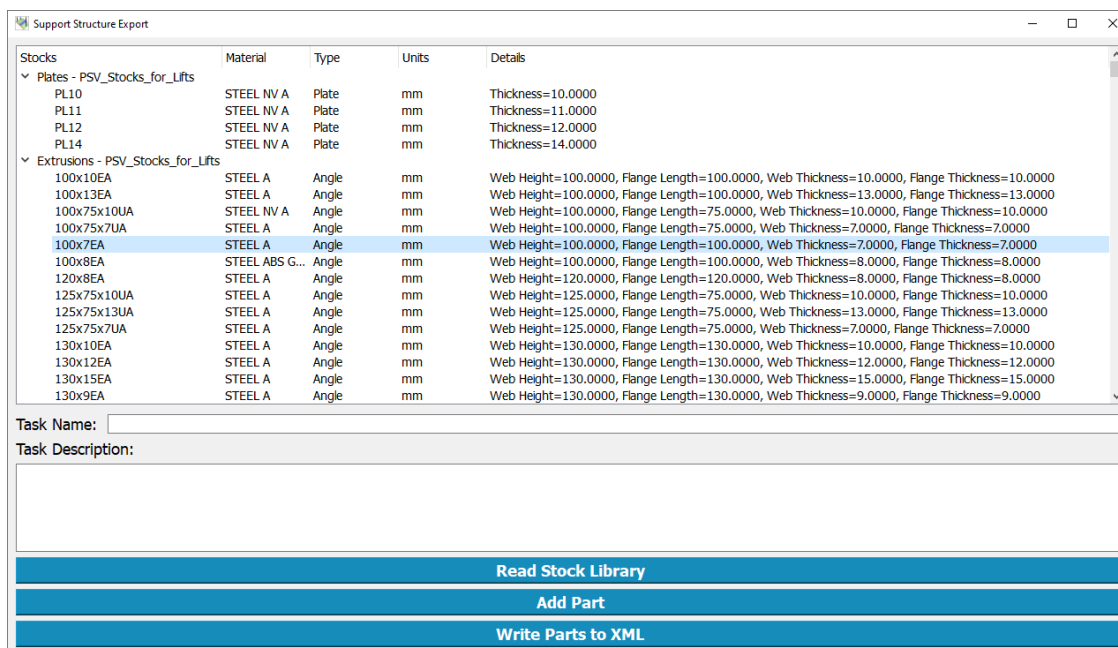 Support Structure Export
Stocks Material Type Units Details
Plates - PSV_Stocks_for_Lifts
PL10 STEEL NV A Plate mm Thickness=10.0000
PL11 STEEL NV A Plate mm Thickness=11.0000
PL12 STEEL NV A Plate mm Thickness=12.0000
PL14 STEEL NV A Plate mm Thickness=14.0000
Extrusions - PSV_Stocks_for_Lifts
100x10EA STEEL A Angle mm Web Height=100.0000, Flange Length=100.0000, Web Thickness=10.0000, Flange Thickness=10.0000
100x13EA STEEL A Angle mm Web Height=100.0000, Flange Length=100.0000, Web Thickness=13.0000, Flange Thickness=13.0000
100x75x10UA STEEL NV A Angle mm Web Height=100.0000, Flange Length=75.0000, Web Thickness=10.0000, Flange Thickness=10.0000
100x75x7UA STEEL A Angle mm Web Height=100.0000, Flange Length=75.0000, Web Thickness=7.0000, Flange Thickness=7.0000
100x7EA STEEL A Angle mm Web Height=100.0000, Flange Length=100.0000, Web Thickness=7.0000, Flange Thickness=7.0000
100x8EA STEEL ABS G... Angle mm Web Height=100.0000, Flange Length=100.0000, Web Thickness=8.0000, Flange Thickness=8.0000
120x8EA STEEL A Angle mm Web Height=120.0000, Flange Length=120.0000, Web Thickness=8.0000, Flange Thickness=8.0000
125x75x10UA STEEL A Angle mm Web Height=125.0000, Flange Length=75.0000, Web Thickness=10.0000, Flange Thickness=10.0000
125x75x13UA STEEL A Angle mm Web Height=125.0000, Flange Length=75.0000, Web Thickness=13.0000, Flange Thickness=13.0000
125x75x7UA STEEL A Angle mm Web Height=125.0000, Flange Length=75.0000, Web Thickness=7.0000, Flange Thickness=7.0000
130x10EA STEEL A Angle mm Web Height=130.0000, Flange Length=130.0000, Web Thickness=10.0000, Flange Thickness=10.0000
130x12EA STEEL A Angle mm Web Height=130.0000, Flange Length=130.0000, Web Thickness=12.0000, Flange Thickness=12.0000
130x15EA STEEL A Angle mm Web Height=130.0000, Flange Length=130.0000, Web Thickness=15.0000, Flange Thickness=15.0000
130x9EA STEEL A Angle mm Web Height=130.0000, Flange Length=130.0000, Web Thickness=9.0000, Flange Thickness=9.0000
Task Name:
Task Description:
Read Stock Library
Add Part
Write Parts to XML